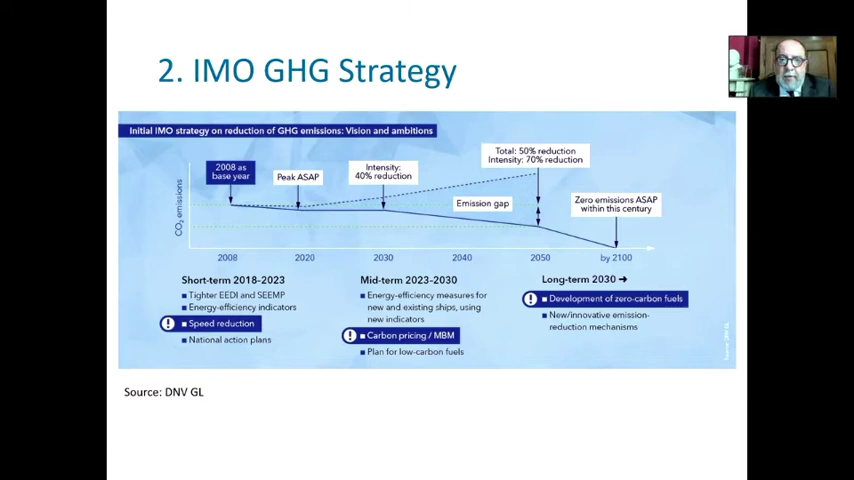 2. IMO GHG Strategy
Initial IMO strategy on reduction of GHG emissions: Vision and ambitions
2008 as
base year
Peak ASAP
Intensity:
40% reduction
Total: 50% reduction
Intensity: 70% reduction
Emission gap
Zero emissions ASAP
within this century
CO₂ emissions
2008
2020
2030
2040
2050
by 2100
Short-term 2018-2023
■ Tighter EEDI and SEEMP
■ Energy-efficiency indicators
! ■ Speed reduction
■ National action plans
Mid-term 2023–2030
■ Energy-efficiency measures for
new and existing ships, using
new indicators
! ■ Carbon pricing / MBM
■ Plan for low-carbon fuels
Long-term 2030 →
! ■ Development of zero-carbon fuels
■ New/innovative emission-
reduction mechanisms
Source: DNV GL
Source: DNV GL